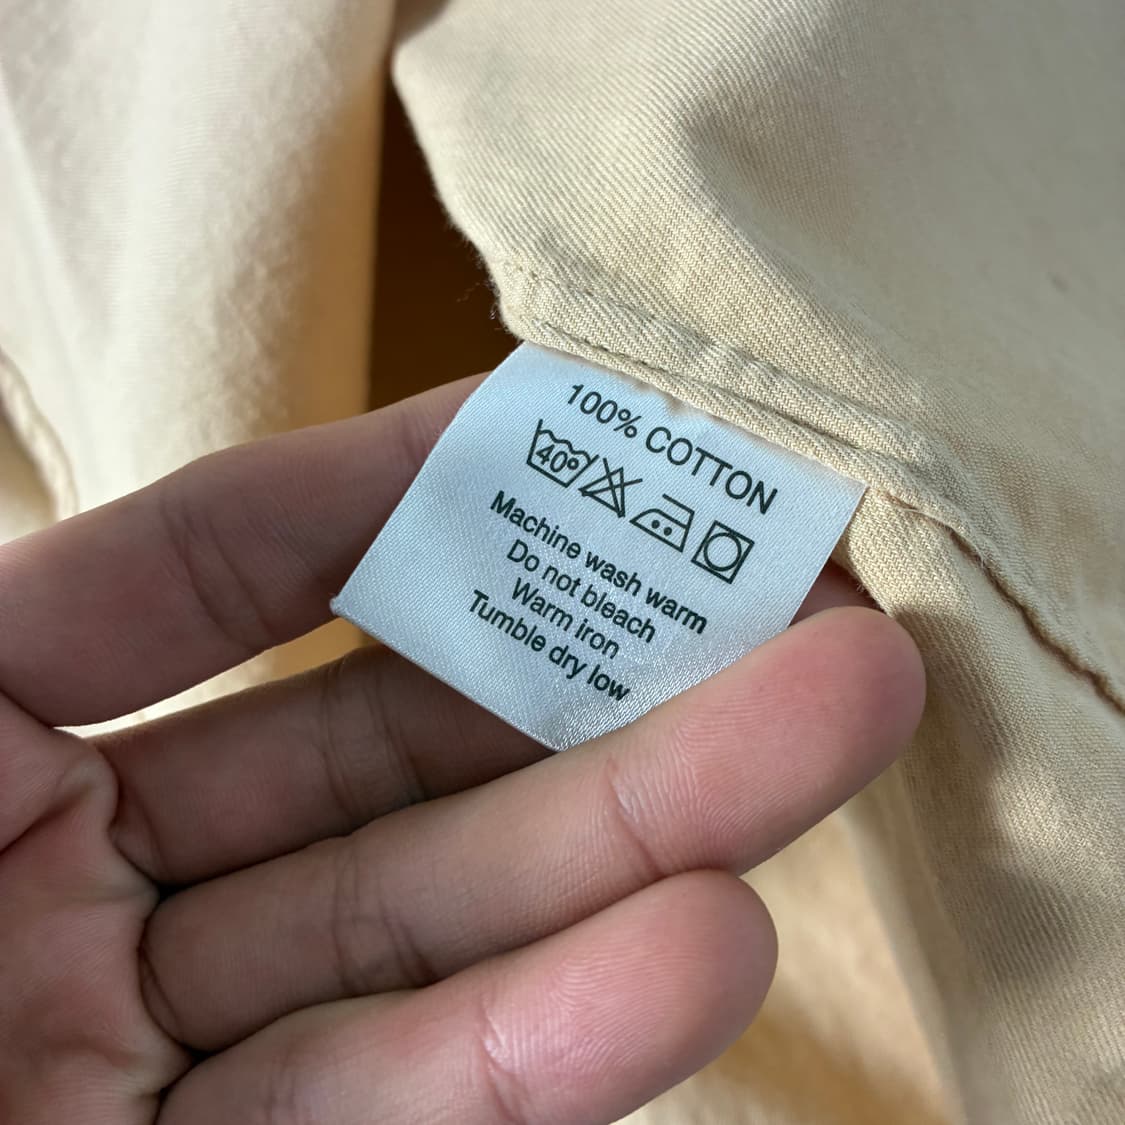 100% COTTON
40°
Machine wash warm
Do not bleach
Warm iron
Tumble dry low